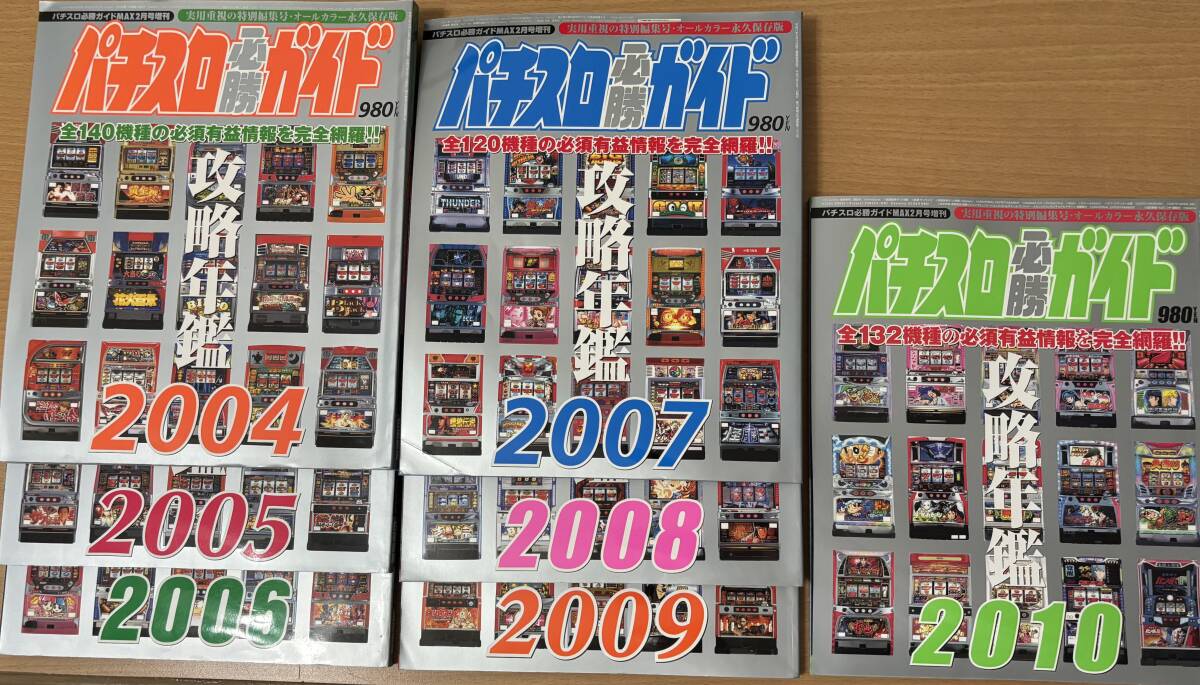 パチスロ必勝ガイドMAX2月号増刊 実用重視の特別編集号・オールカラー永久保存版
パチスロ必勝ガイド
980
全140機種の必須有益情報を完全網羅!!
攻略年鑑
2004
2005
2006
パチスロ必勝ガイドMAX2月号増刊 実用重視の特別編集号・オールカラー永久保存版
パチスロ必勝ガイド
980
全120機種の必須有益情報を完全網羅!!
THUNDER
攻略年鑑
2007
2008
2009
パチスロ必勝ガイドMAX2月号増刊 実用重視の特別編集号・オールカラー永久保存版
パチスロ必勝ガイド
980
全132機種の必須有益情報を完全網羅!!
攻略年鑑
2010